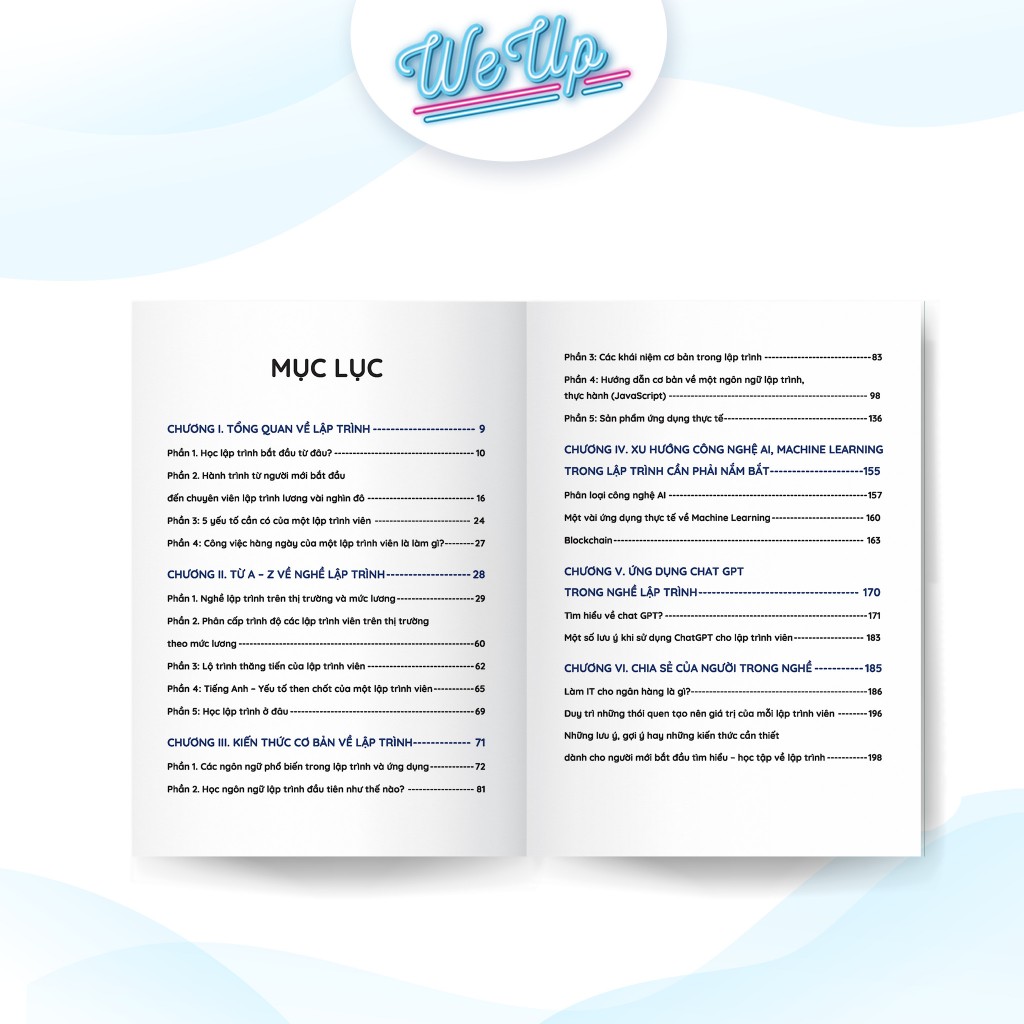 We Up
MỤC LỤC
CHƯƠNG I. TỔNG QUAN VỀ LẬP TRÌNH ----------------------- 9
Phần 1. Học lập trình bắt đầu từ đâu? ---------------------------------- 10
Phần 2. Hành trình từ người mới bắt đầu
đến chuyên viên lập trình lương vài nghìn đô -------------------------- 16
Phần 3: 5 yếu tố cần có của một lập trình viên ------------------------ 24
Phần 4: Công việc hàng ngày của một lập trình viên là làm gì?--------27
CHƯƠNG II. TỪ A – Z VỀ NGHỀ LẬP TRÌNH------------------- 28
Phần 1. Nghề lập trình trên thị trường và mức lương-------------------29
Phần 2. Phân cấp trình độ các lập trình viên trên thị trường
theo mức lương -----------------------------------------------------------60
Phần 3: Lộ trình thăng tiến của lập trình viên --------------------------62
Phần 4: Tiếng Anh – Yếu tố then chốt của một lập trình viên-----------65
Phần 5: Học lập trình ở đâu ----------------------------------------------69
CHƯƠNG III. KIẾN THỨC CƠ BẢN VỀ LẬP TRÌNH------------- 71
Phần 1. Các ngôn ngữ phổ biến trong lập trình và ứng dụng------------72
Phần 2. Học ngôn ngữ lập trình đầu tiên như thế nào? ----------------- 81
Phần 3: Các khái niệm cơ bản trong lập trình --------------------------83
Phần 4: Hướng dẫn cơ bản về một ngôn ngữ lập trình,
thực hành (JavaScript) -------------------------------------------------- 98
Phần 5: Sản phẩm ứng dụng thực tế-------------------------------------136
CHƯƠNG IV. XU HƯỚNG CÔNG NGHỆ AI, MACHINE LEARNING
TRONG LẬP TRÌNH CẦN PHẢI NẮM BẮT---------------------155
Phân loại công nghệ AI --------------------------------------------------157
Một vài ứng dụng thực tế về Machine Learning----------------------- 160
Blockchain--------------------------------------------------------------- 163
CHƯƠNG V. ỨNG DỤNG CHAT GPT
TRONG NGHỀ LẬP TRÌNH------------------------------------ 170
Tìm hiểu về chat GPT? ---------------------------------------------------171
Một số lưu ý khi sử dụng ChatGPT cho lập trình viên------------------ 183
CHƯƠNG VI. CHIA SẺ CỦA NGƯỜI TRONG NGHỀ -----------185
Làm IT cho ngân hàng là gì?-------------------------------------------- 186
Duy trì những thói quen tạo nên giá trị của mỗi lập trình viên --------196
Những lưu ý, gợi ý hay những kiến thức cần thiết
dành cho người mới bắt đầu tìm hiểu – học tập về lập trình -----------198